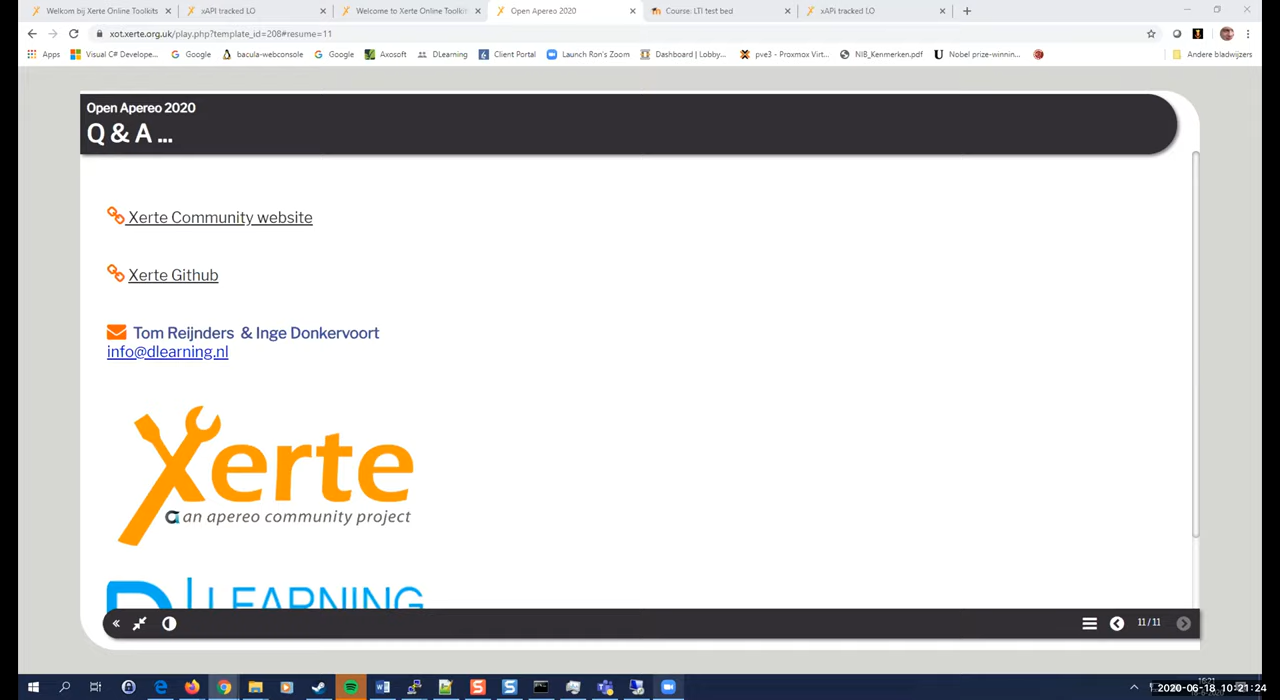 Welkom bij Xerte Online Toolkits
xAPI tracked LO
Welcome to Xerte Online Toolkit
Open Apereo 2020
Course: LTI test bed
xAPi tracked LO
xot.xerte.org.uk/play.php?template_id=208#resume=11
Apps
Visual C# Develope...
Google
bacula-webconsole
Google
Axosoft
DLearning
Client Portal
Launch Ron's Zoom
Dashboard | Lobby...
pve3 - Proxmox Virt...
NIB_Kenmerken.pdf
Nobel prize-winnin...
Andere bladwijzers
Open Apereo 2020
Q & A ...
Xerte Community website
Xerte Github
Tom Reijnders & Inge Donkervoort
info@dlearning.nl
Xerte
an apereo community project
D|LEARNING
11 / 11
2020-06-18 10:21:24